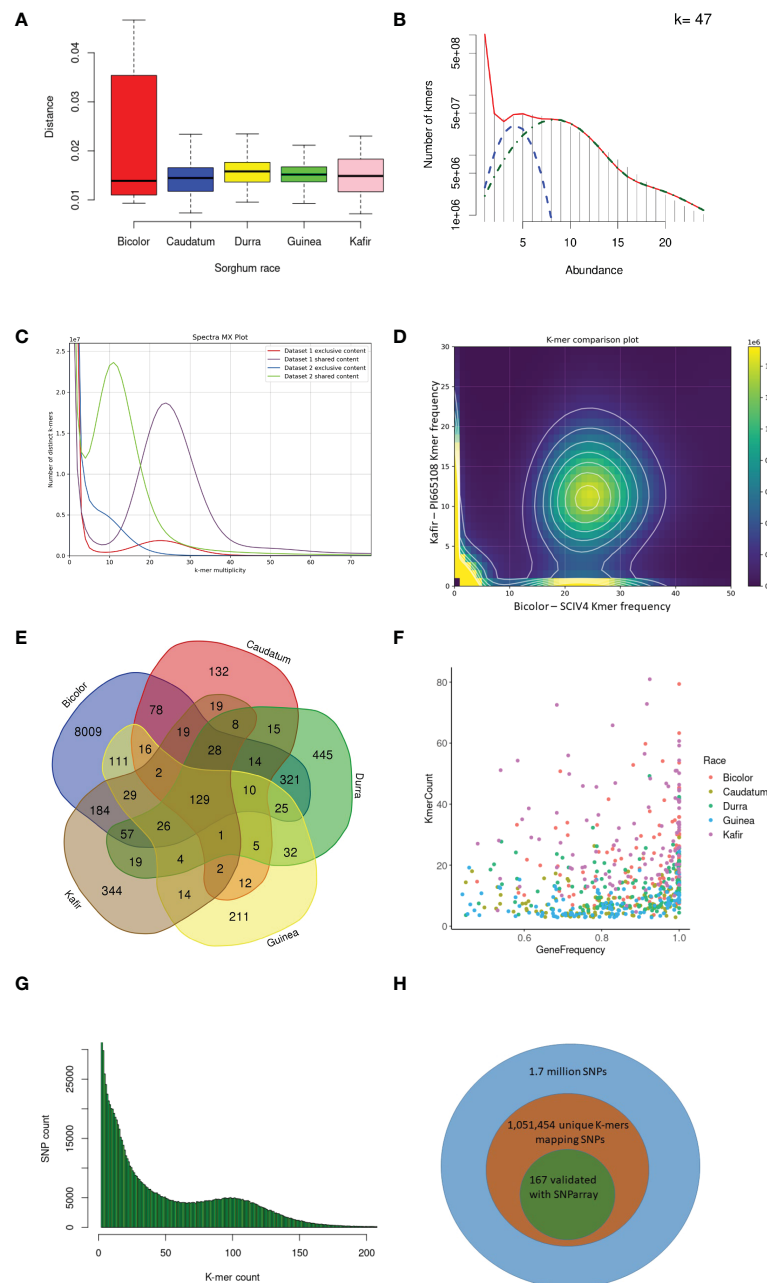 A
Distance
0.04
0.03
0.02
0.01
Bicolor Caudatum Durra Guinea Kafir
Sorghum race
B
k= 47
Number of kmers
5e+08
5e+07
5e+06
1e+06
5 10 15 20
Abundance
C
Spectra MX Plot
1e7
Number of distinct k-mers
2.5
2.0
1.5
1.0
0.5
0.0
0 10 20 30 40 50 60 70
k-mer multiplicity
Dataset 1 exclusive content
Dataset 1 shared content
Dataset 2 exclusive content
Dataset 2 shared content
D
K-mer comparison plot
1e6
Kafir – PI665108 Kmer frequency
30
25
20
15
10
5
0
0 10 20 30 40 50
Bicolor – SCIV4 Kmer frequency
E
Caudatum
Bicolor
Durra
Kafir
Guinea
132
78
19
8
15
8009
19
28
14
445
111
16
2
321
10
25
129
29
184
57
26
1
5
32
19
4
2
12
344
14
211
F
KmerCount
80
60
40
20
0
0.6 0.8 1.0
GeneFrequency
Race
Bicolor
Caudatum
Durra
Guinea
Kafir
G
SNP count
25000
15000
5000
0
0 50 100 150 200
K-mer count
H
1.7 million SNPs
1,051,454 unique K-mers
mapping SNPs
167 validated
with SNParray